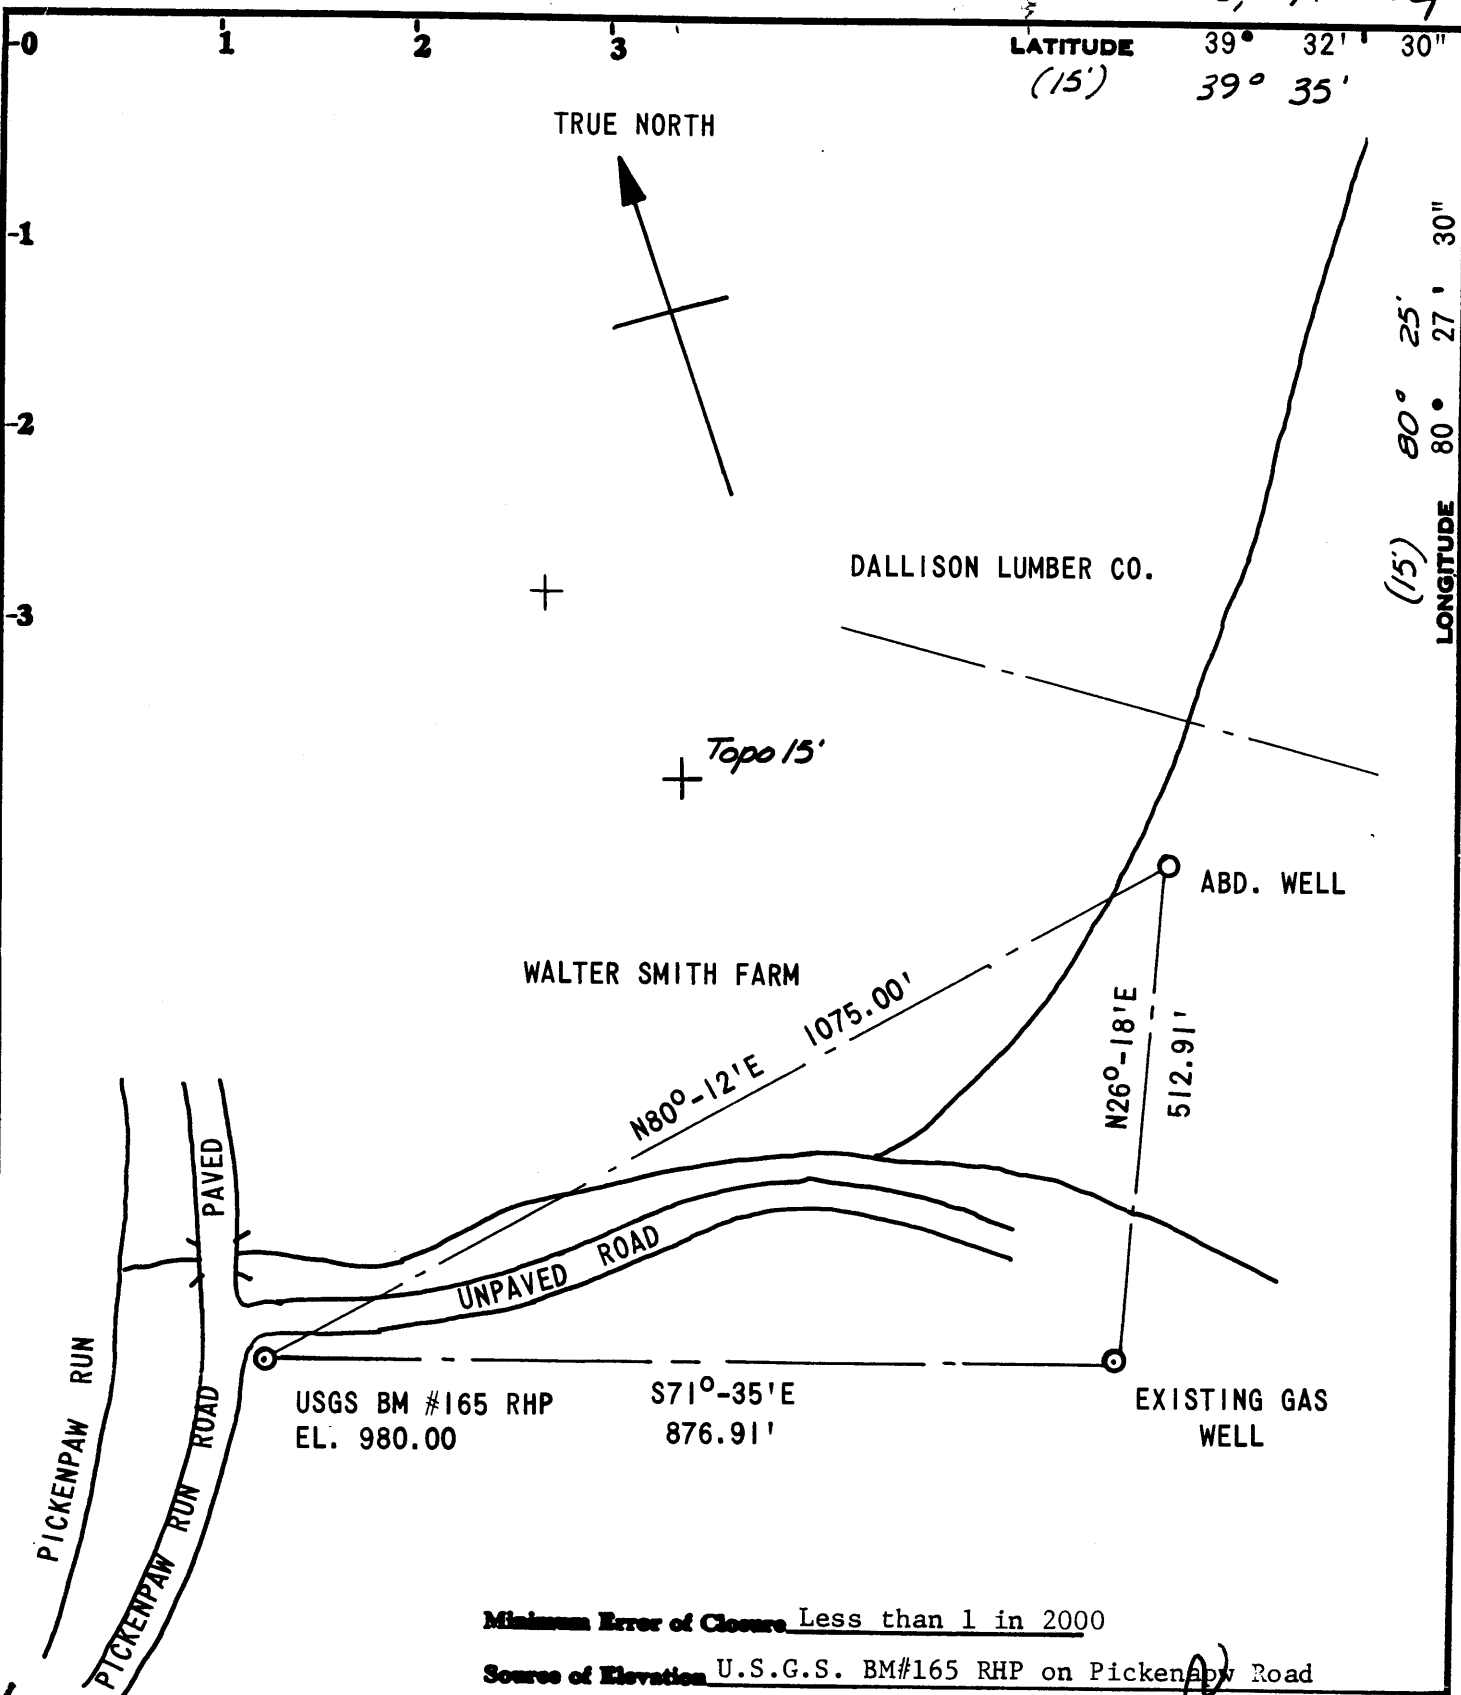 -0 1 2 3 LATITUDE 39° 32' 30"
(15') 39° 35'
TRUE NORTH
-1
-2
-3
LONGITUDE 80° 27' 30"
(15') 80° 25'
DALLISON LUMBER CO.
Topo 15'
ABD. WELL
WALTER SMITH FARM
N80°-12'E 1075.00'
N26°-18'E
512.91'
PAVED
UNPAVED ROAD
USGS BM #165 RHP
EL. 980.00
S71°-35'E
876.91'
EXISTING GAS
WELL
PICKENPAW RUN
PICKENPAW RUN ROAD
Minimum Error of Closure Less than 1 in 2000
Source of Elevation U.S.G.S. BM#165 RHP on Road